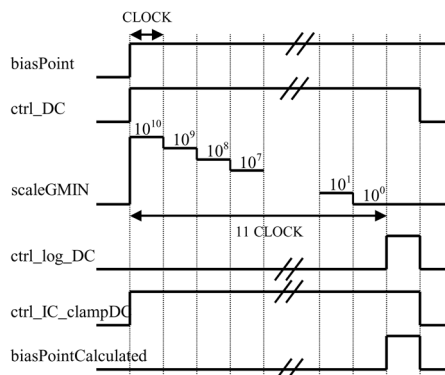 CLOCK
biasPoint
ctrl_DC
10¹⁰ 10⁹ 10⁸ 10⁷
scaleGMIN 10¹ 10⁰
11 CLOCK
ctrl_log_DC
ctrl_IC_clampDC
biasPointCalculated